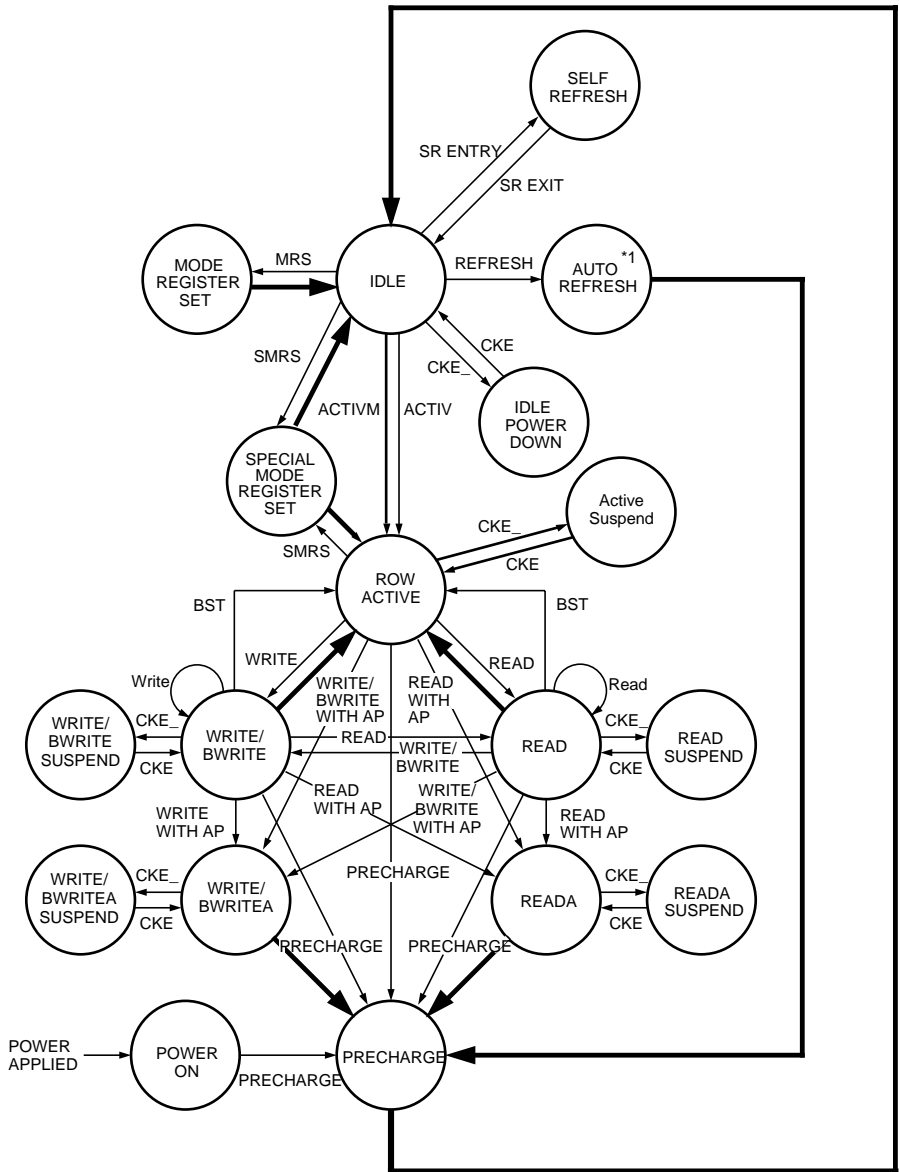 SELF
REFRESH
SR ENTRY
SR EXIT
MODE
REGISTER
SET
MRS
IDLE
REFRESH
AUTO *1
REFRESH
SMRS
CKE
CKE_
ACTIVM
ACTIV
IDLE
POWER
DOWN
SPECIAL
MODE
REGISTER
SET
Active
Suspend
CKE_
CKE
SMRS
ROW
ACTIVE
BST
BST
WRITE
READ
Write
WRITE/
BWRITE
WITH AP
READ
WITH
AP
Read
WRITE/
BWRITE
SUSPEND
CKE_
CKE
WRITE/
BWRITE
READ
WRITE/
BWRITE
READ
CKE_
CKE
READ
SUSPEND
WRITE
WITH AP
READ
WITH AP
WRITE/
BWRITE
WITH AP
READ
WITH AP
WRITE/
BWRITEA
SUSPEND
CKE_
CKE
WRITE/
BWRITEA
PRECHARGE
READA
CKE_
CKE
READA
SUSPEND
PRECHARGE
PRECHARGE
POWER
APPLIED
POWER
ON
PRECHARGE
PRECHARGE